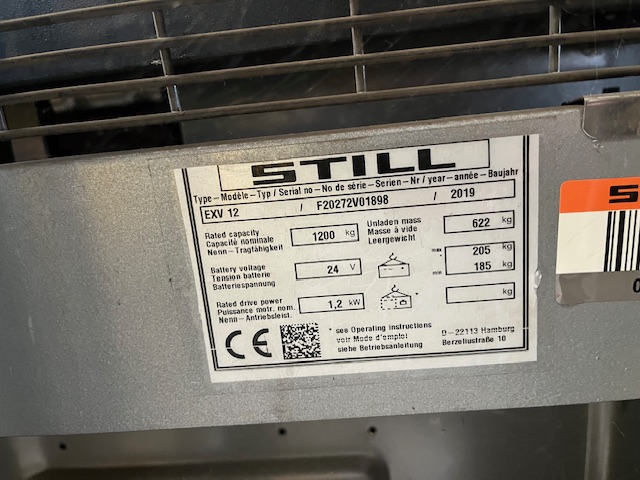 STILL
Type – Modèle – Typ / Serial no – No de série – Serien – Nr / year – année – Baujahr
EXV 12 / F20272V01898 / 2019
Rated capacity
Capacité nominale
Nenn – Tragfähigkeit
1200 kg
Unladen mass
Masse à vide
Leergewicht
622 kg
Battery voltage
Tension batterie
Batteriespannung
24 V
max 205 kg
min 185 kg
Rated drive power
Puissance motr. nom.
Nenn – Antriebsleist.
1,2 kW
*
kg
CE
* see Operating instructions
voir Mode d'emploi
siehe Betriebsanleitung
D – 22113 Hamburg
Berzeliusstraße 10
S
0